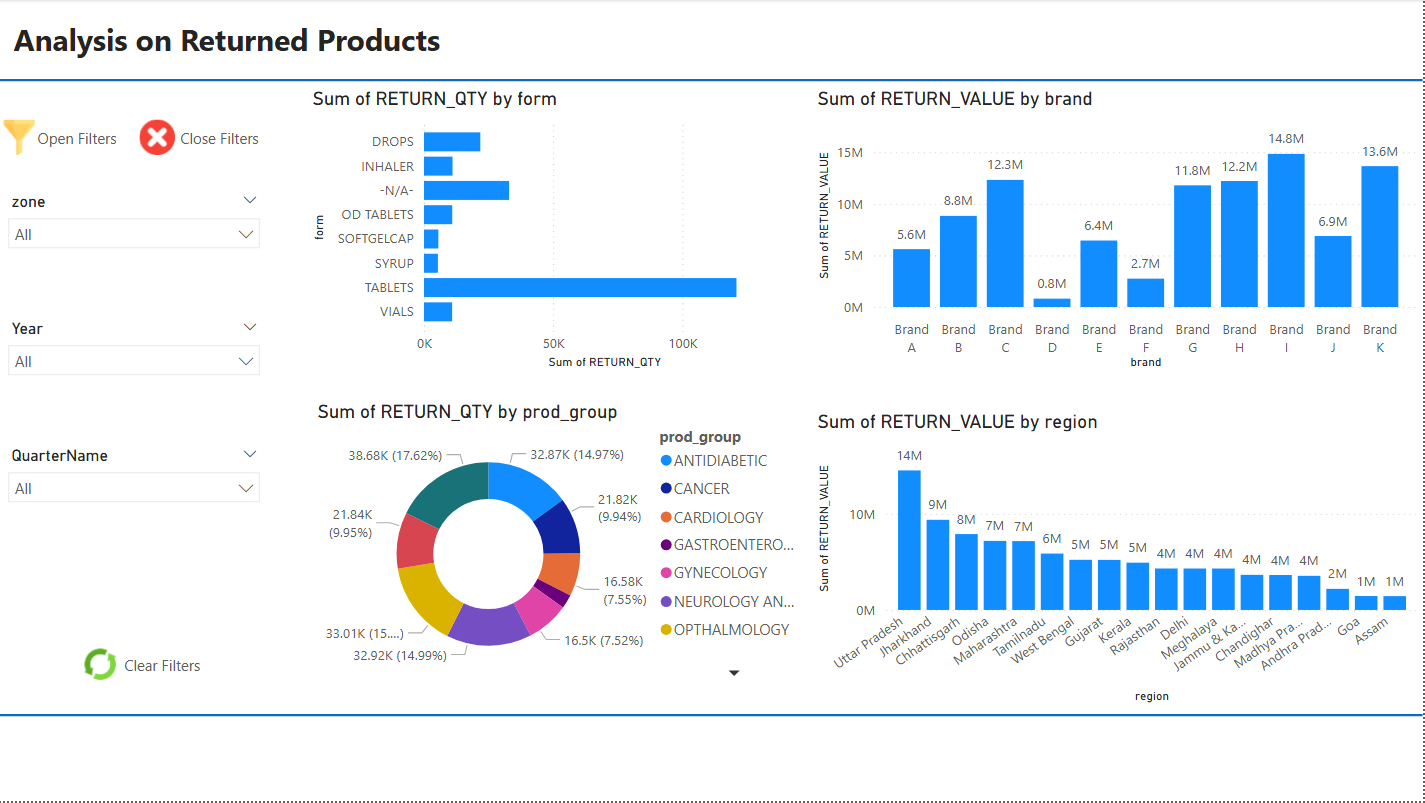 Analysis on Returned Products
Open Filters
Close Filters
zone
All
Year
All
QuarterName
All
Clear Filters
Sum of RETURN_QTY by form
form
DROPS
INHALER
-N/A-
OD TABLETS
SOFTGELCAP
SYRUP
TABLETS
VIALS
0K 50K 100K
Sum of RETURN_QTY
Sum of RETURN_VALUE by brand
Sum of RETURN_VALUE
15M
10M
5M
0M
5.6M
8.8M
12.3M
0.8M
6.4M
2.7M
11.8M
12.2M
14.8M
6.9M
13.6M
Brand A
Brand B
Brand C
Brand D
Brand E
Brand F
Brand G
Brand H
Brand I
Brand J
Brand K
brand
Sum of RETURN_QTY by prod_group
38.68K (17.62%)
32.87K (14.97%)
21.82K
(9.94%)
21.84K
(9.95%)
16.58K
(7.55%)
33.01K (15....)
16.5K (7.52%)
32.92K (14.99%)
prod_group
ANTIDIABETIC
CANCER
CARDIOLOGY
GASTROENTERO...
GYNECOLOGY
NEUROLOGY AN...
OPTHALMOLOGY
Sum of RETURN_VALUE by region
Sum of RETURN_VALUE
10M
0M
14M
9M
8M
7M
7M
6M
5M
5M
5M
4M
4M
4M
4M
4M
4M
2M
1M
1M
Uttar Pradesh
Jharkhand
Chhattisgarh
Odisha
Maharashtra
Tamilnadu
West Bengal
Gujarat
Kerala
Rajasthan
Delhi
Meghalaya
Jammu & Ka...
Chandighar
Madhya Pra...
Andhra Prad...
Goa
Assam
region